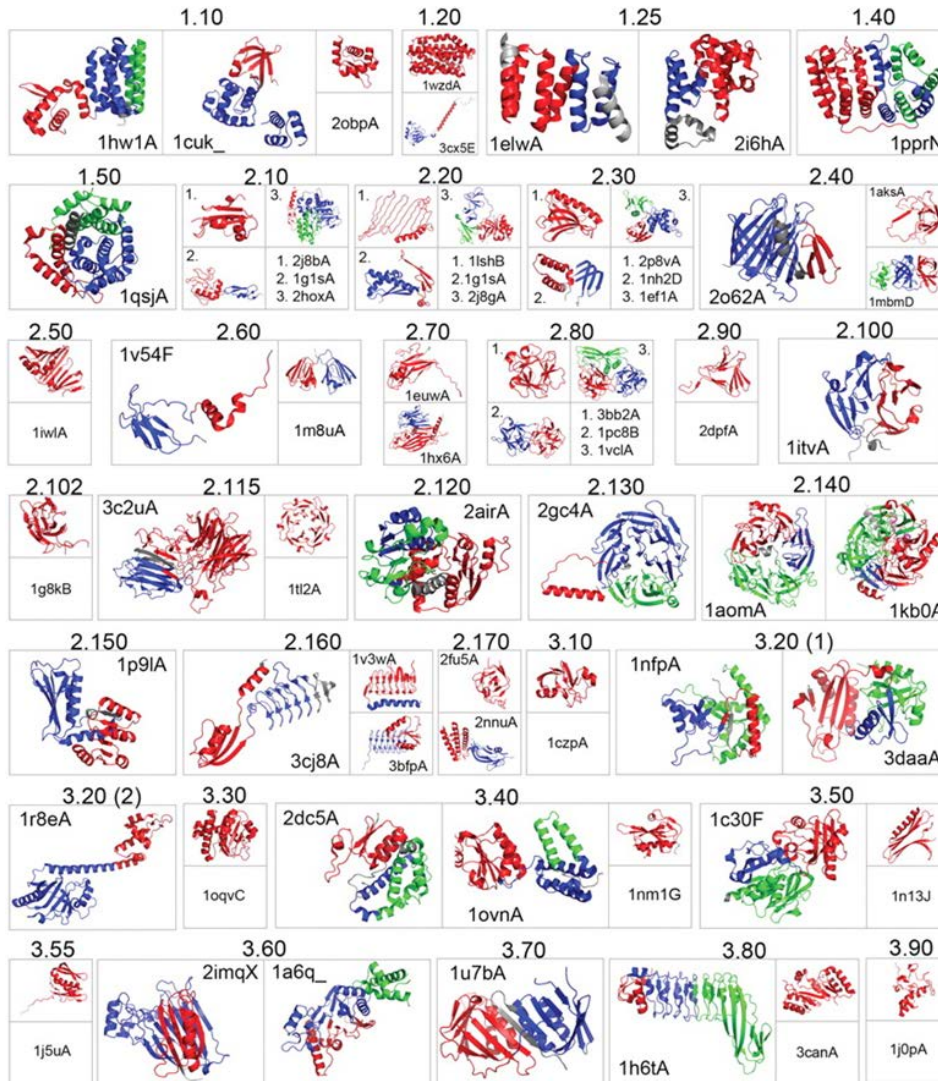 1.10
1.20
1.25
1.40
1hw1A
1cuk_
2obpA
1wzdA
3cx5E
1elwA
2i6hA
1pprN
1.50
2.10
2.20
2.30
2.40
1qsjA
1.
3.
2.
1. 2j8bA
2. 1g1sA
3. 2hoxA
1.
3.
2.
1. 1lshB
2. 1g1sA
3. 2j8gA
1.
3.
2.
1. 2p8vA
2. 1nh2D
3. 1ef1A
2o62A
1aksA
1mbmD
2.50
2.60
2.70
2.80
2.90
2.100
1iwlA
1v54F
1m8uA
1euwA
1hx6A
1.
3.
2.
1. 3bb2A
2. 1pc8B
3. 1vclA
2dpfA
1itvA
2.102
2.115
2.120
2.130
2.140
1g8kB
3c2uA
1tl2A
2airA
2gc4A
1aomA
1kb0A
2.150
2.160
2.170
3.10
3.20 (1)
1p9lA
3cj8A
1v3wA
3bfpA
2fu5A
2nnuA
1czpA
1nfpA
3daaA
3.20 (2)
3.30
3.40
3.50
1r8eA
1oqvC
2dc5A
1ovnA
1nm1G
1c30F
1n13J
3.55
3.60
3.70
3.80
3.90
1j5uA
2imqX
1a6q_
1u7bA
1h6tA
3canA
1j0pA